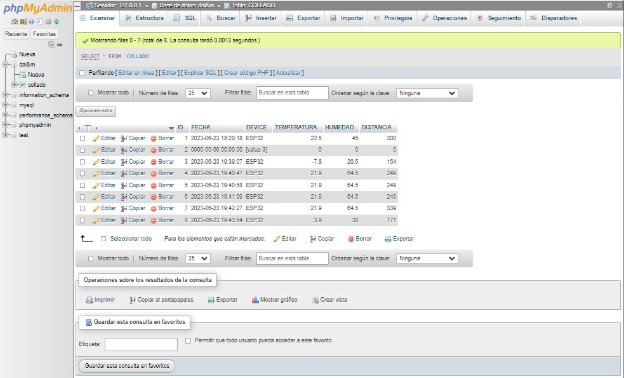 phpMyAdmin
Reciente Favoritas
Nueva
dai&m
Nueva
collado
information_schema
mysql
performance_schema
phpmyadmin
test
Servidor: 127.0.0.1 » Base de datos: dai&m » Tabla: COLLADO
Examinar Estructura SQL Buscar Insertar Exportar Importar Privilegios Operaciones Seguimiento Disparadores
Mostrando filas 0 - 7 (total de 8, La consulta tardó 0,0013 segundos.)
SELECT * FROM `COLLADO`
Perfilando [ Editar en línea ] [ Editar ] [ Explicar SQL ] [ Crear código PHP ] [ Actualizar ]
Mostrar todo Número de filas: 25 Filtrar filas: Buscar en esta tabla Ordenar según la clave: Ninguna
Opciones extra
ID FECHA DEVICE TEMPERATURA HUMEDAD DISTANCIA
Editar Copiar Borrar 1 2023-06-23 18:20:18 ESP32 22.5 45 200
Editar Copiar Borrar 2 0000-00-00 00:00:00 [value-3] 0 0 0
Editar Copiar Borrar 3 2023-06-23 19:30:07 ESP32 -7.8 26.5 154
Editar Copiar Borrar 4 2023-06-23 19:40:47 ESP32 21.9 64.5 249
Editar Copiar Borrar 5 2023-06-23 19:40:58 ESP32 21.9 64.5 249
Editar Copiar Borrar 6 2023-06-23 19:41:09 ESP32 21.9 64.5 249
Editar Copiar Borrar 7 2023-06-23 19:42:27 ESP32 21.9 64.5 339
Editar Copiar Borrar 8 2023-06-23 19:43:54 ESP32 3.9 38 171
Seleccionar todo Para los elementos que están marcados: Editar Copiar Borrar Exportar
Mostrar todo Número de filas: 25 Filtrar filas: Buscar en esta tabla Ordenar según la clave: Ninguna
Operaciones sobre los resultados de la consulta
Imprimir Copiar al portapapeles Exportar Mostrar gráfico Crear vista
Guardar esta consulta en favoritos
Etiqueta: Permitir que todo usuario pueda acceder a este favorito
Guardar esta consulta en favoritos